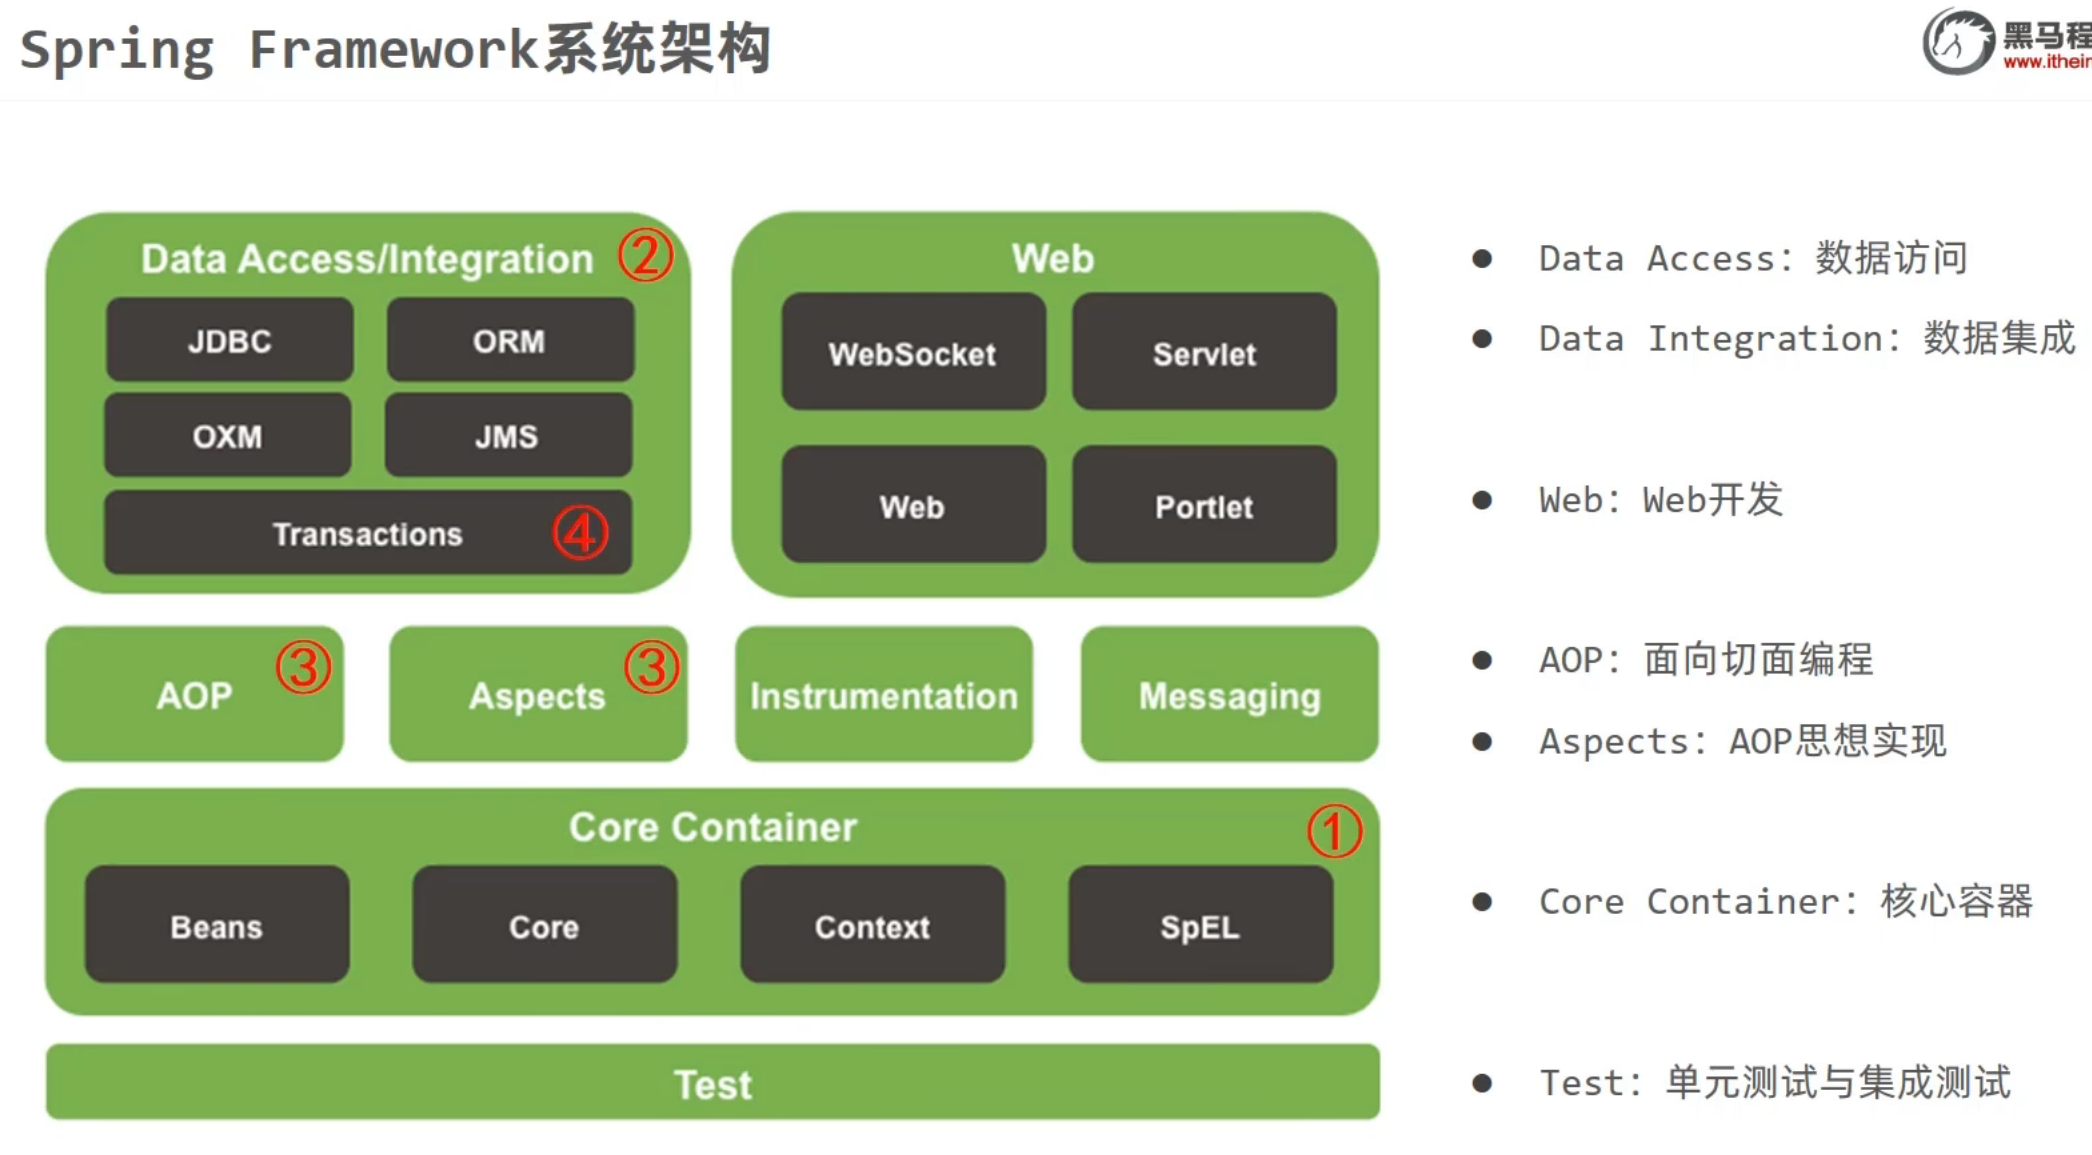 Spring Framework系统架构
黑马程
www.itheim
Data Access/Integration ②
JDBC ORM
OXM JMS
Transactions ④
Web
WebSocket Servlet
Web Portlet
AOP ③ Aspects ③ Instrumentation Messaging
Core Container ①
Beans Core Context SpEL
Test
● Data Access：数据访问
● Data Integration：数据集成
● Web：Web开发
● AOP：面向切面编程
● Aspects：AOP思想实现
● Core Container：核心容器
● Test：单元测试与集成测试